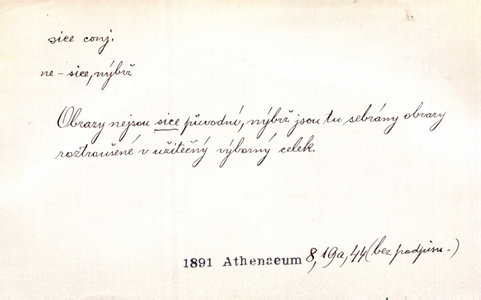 sice conj.
ne - sice, nýbrž
Obrazy nejsou sice původní, nýbrž jsou tu sebrány obrazy
roztroušené v užitečný výborný celek.
1891 Athenaeum 8, 19a, 44 (bez podpisu.)